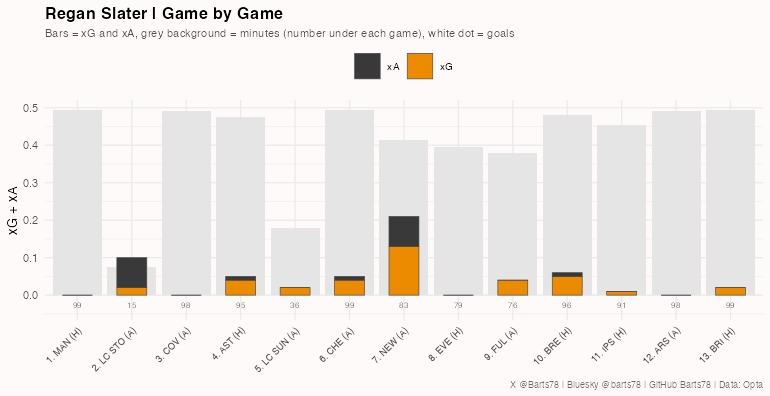 Regan Slater | Game by Game
Bars = xG and xA, grey background = minutes (number under each game), white dot = goals
xA xG
xG + xA
0.5
0.4
0.3
0.2
0.1
0.0
99 15 98 95 36 99 83 79 76 96 91 98 99
1. MAN (H) 2. LC STO (A) 3. COV (A) 4. AST (H) 5. LC SUN (A) 6. CHE (A) 7. NEW (A) 8. EVE (H) 9. FUL (A) 10. BRE (H) 11. IPS (H) 12. ARS (A) 13. BRI (H)
X @Barts78 | Bluesky @barts78 | GitHub Barts78 | Data: Opta